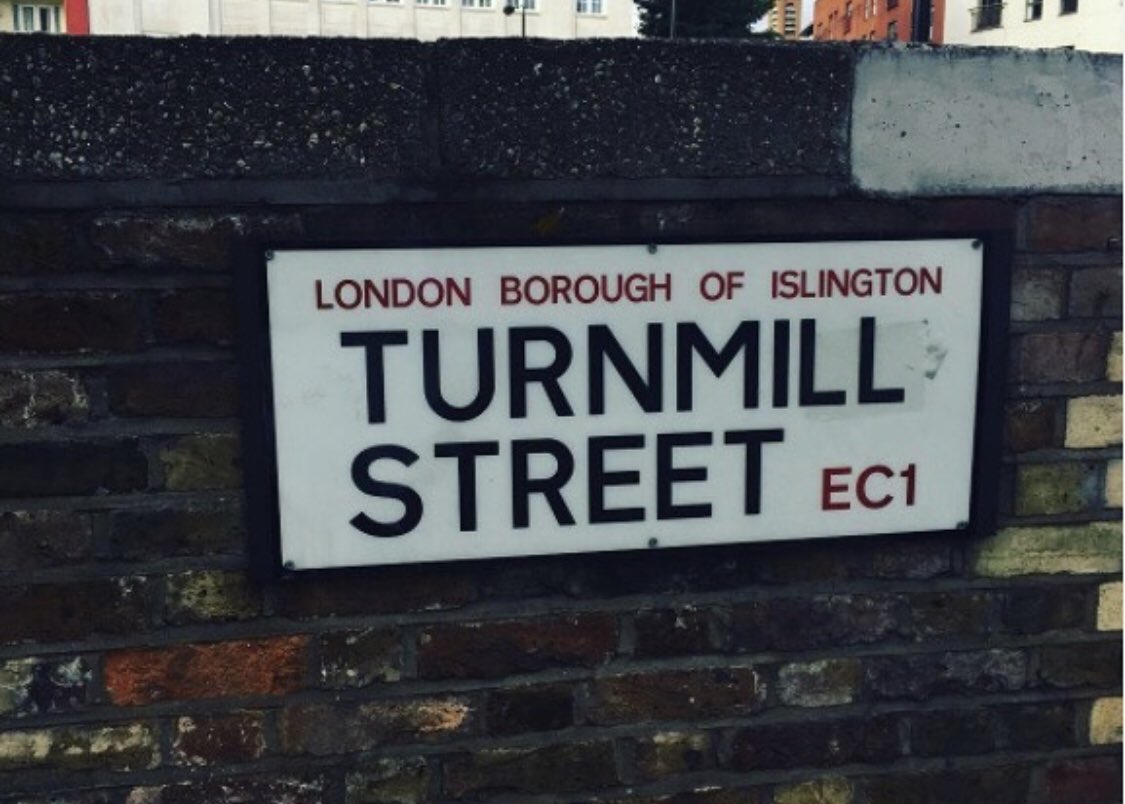 LONDON BOROUGH OF ISLINGTON
TURNMILL
STREET EC1